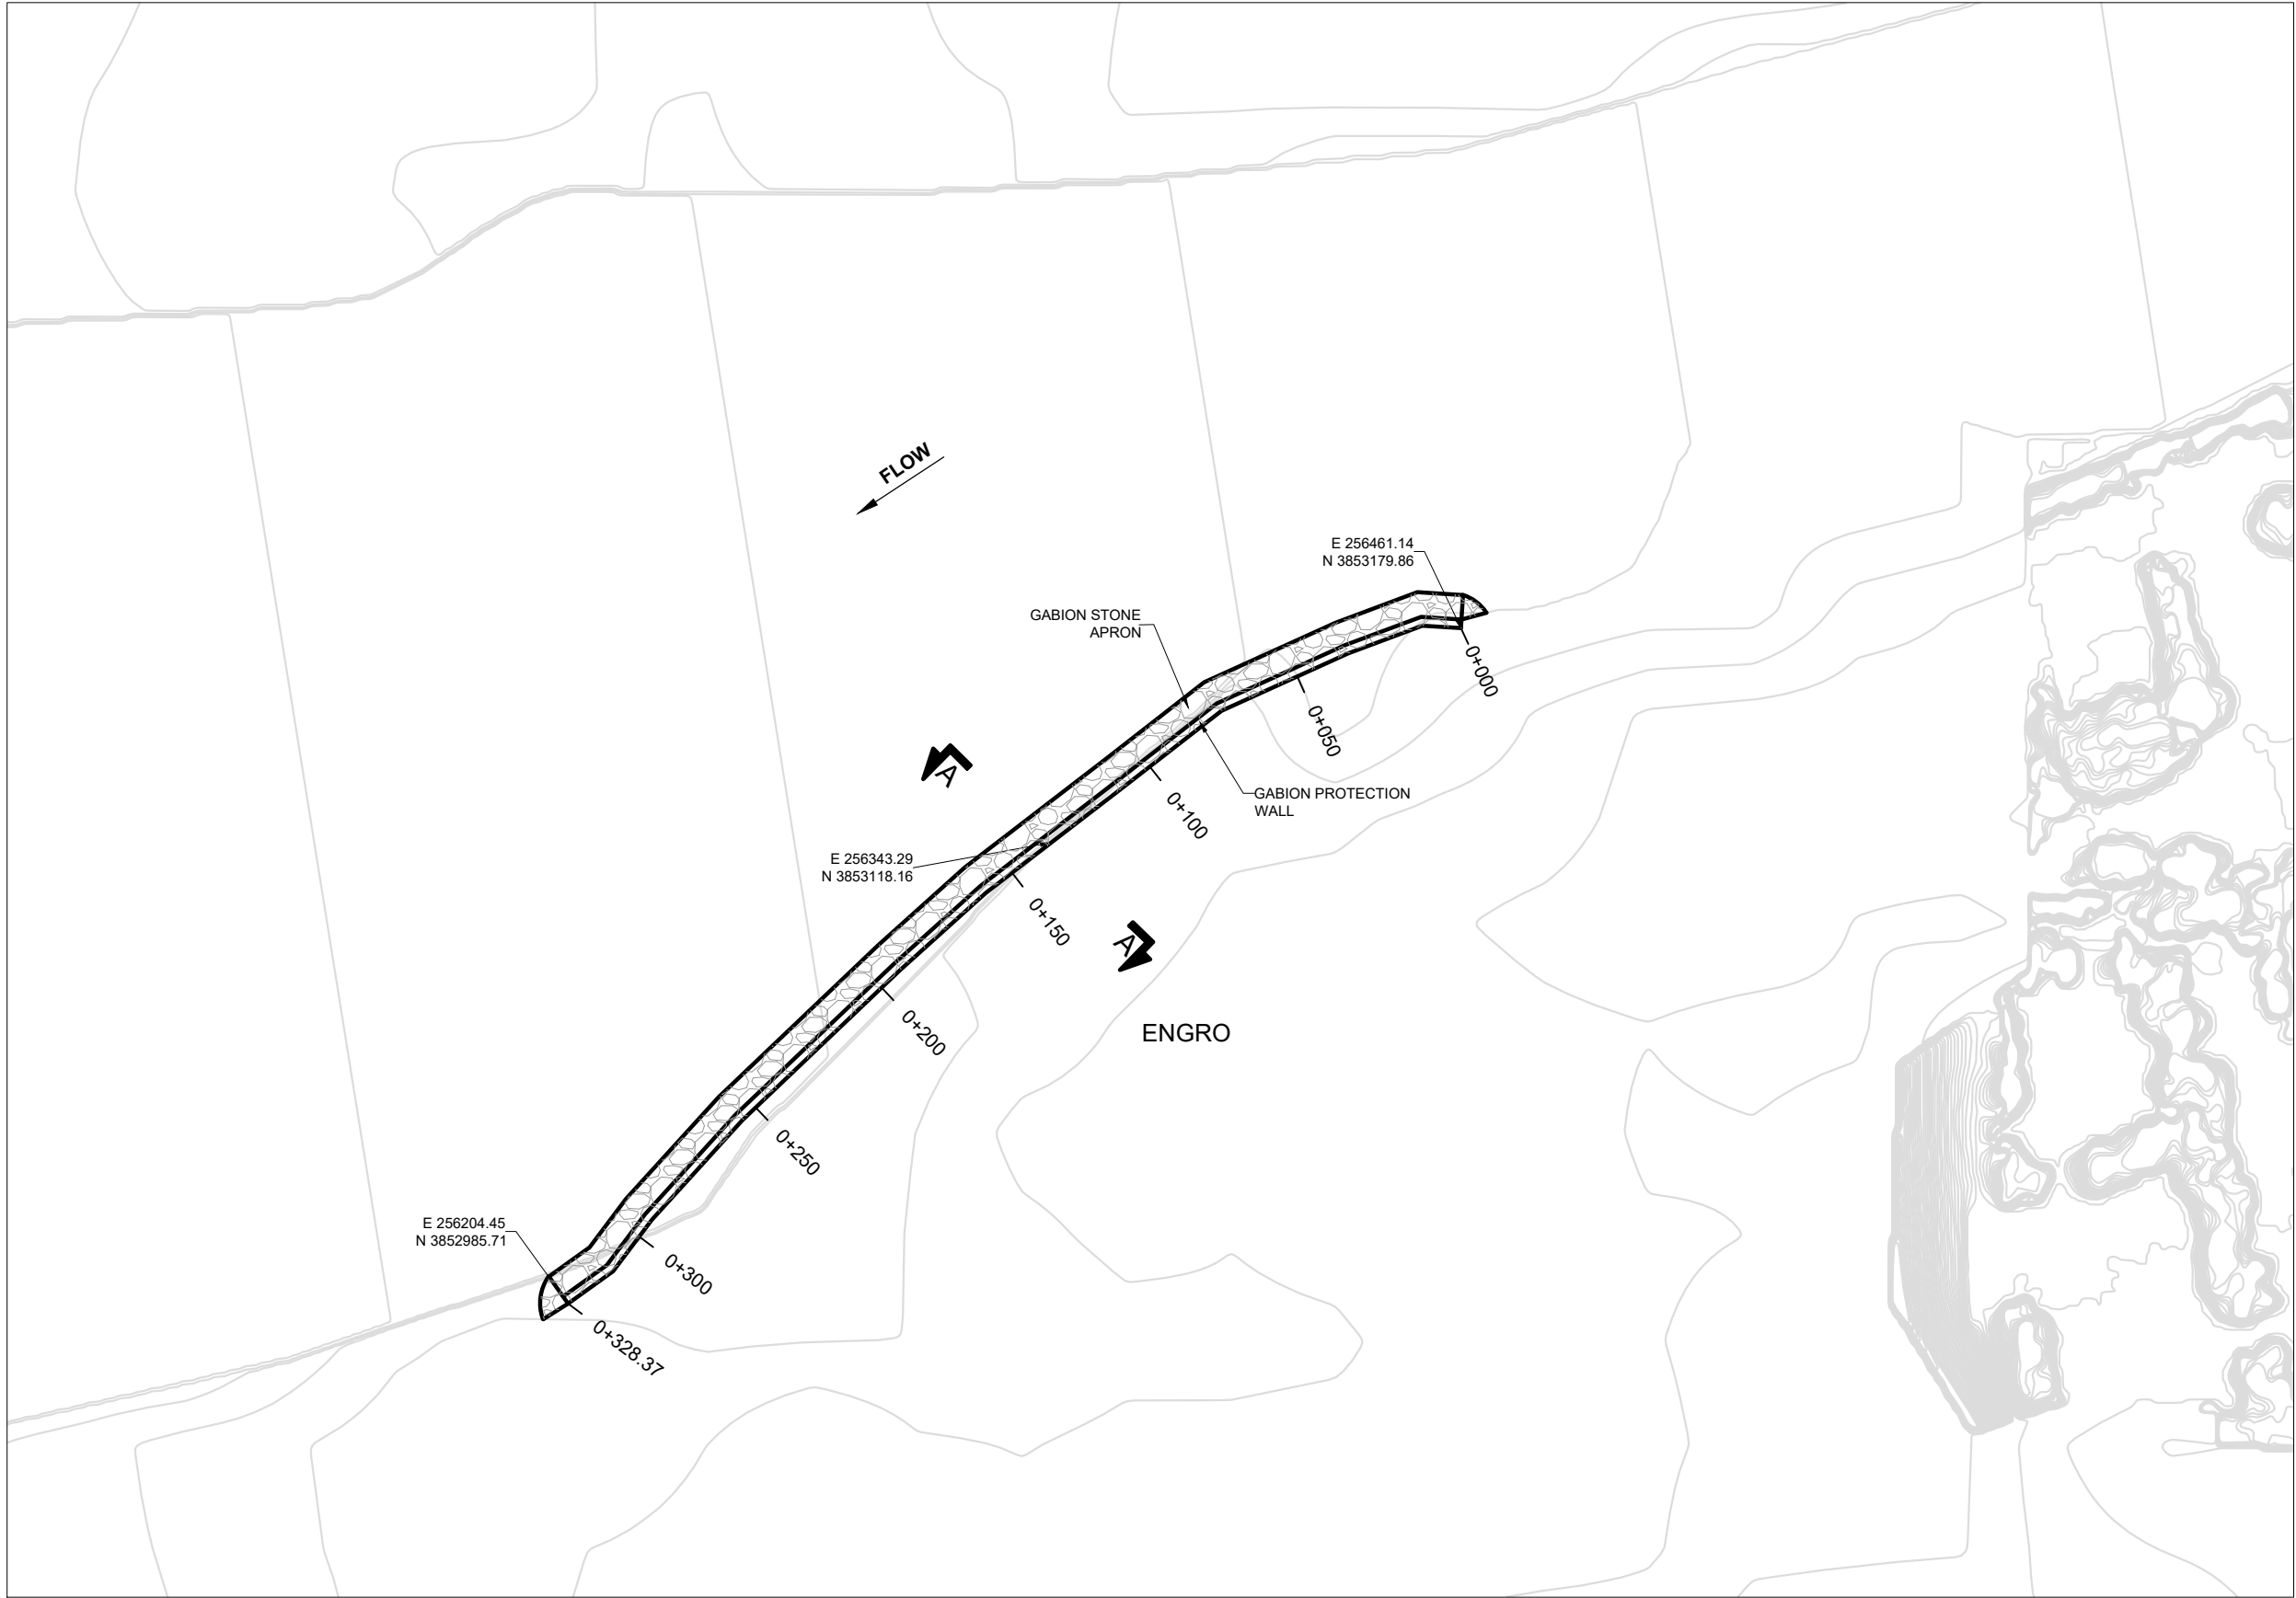 FLOW
E 256461.14
N 3853179.86
GABION STONE
APRON
0+000
0+050
A
GABION PROTECTION
WALL
0+100
E 256343.29
N 3853118.16
0+150
A
0+200
ENGRO
0+250
E 256204.45
N 3852985.71
0+300
0+328.37